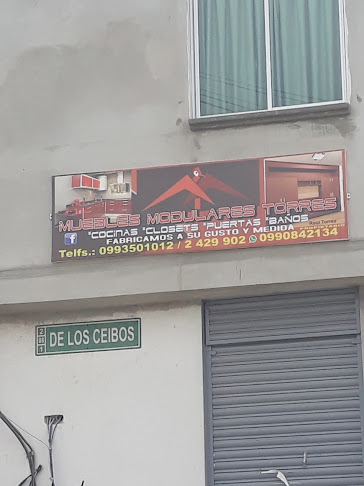 MUEBLES MODULARES TORRES
*COCINAS *CLOSETS *PUERTAS *BAÑOS
FABRICAMOS A SU GUSTO Y MEDIDA
Telfs.: 0993501012 / 2 429 902 0990842134
DE LOS CEIBOS